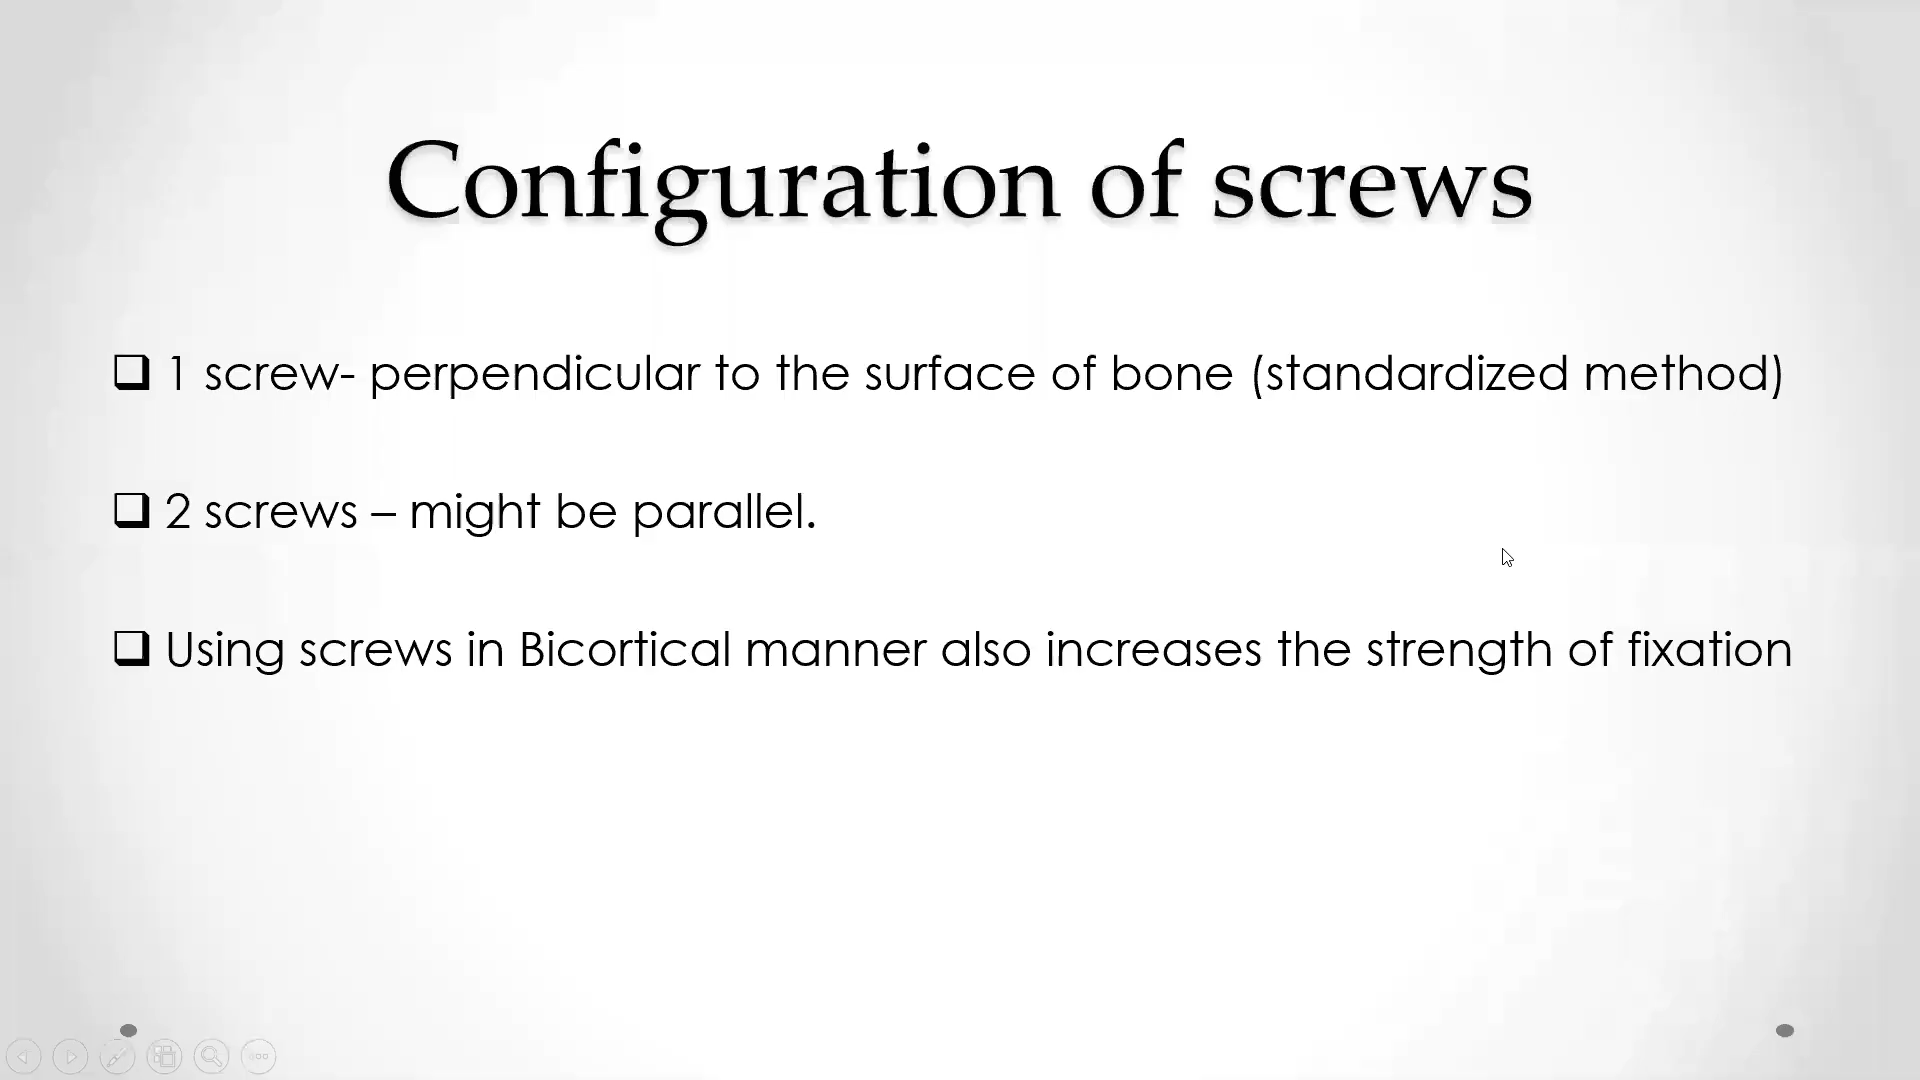 Configuration of screws
1 screw- perpendicular to the surface of bone (standardized method)
2 screws – might be parallel.
Using screws in Bicortical manner also increases the strength of fixation